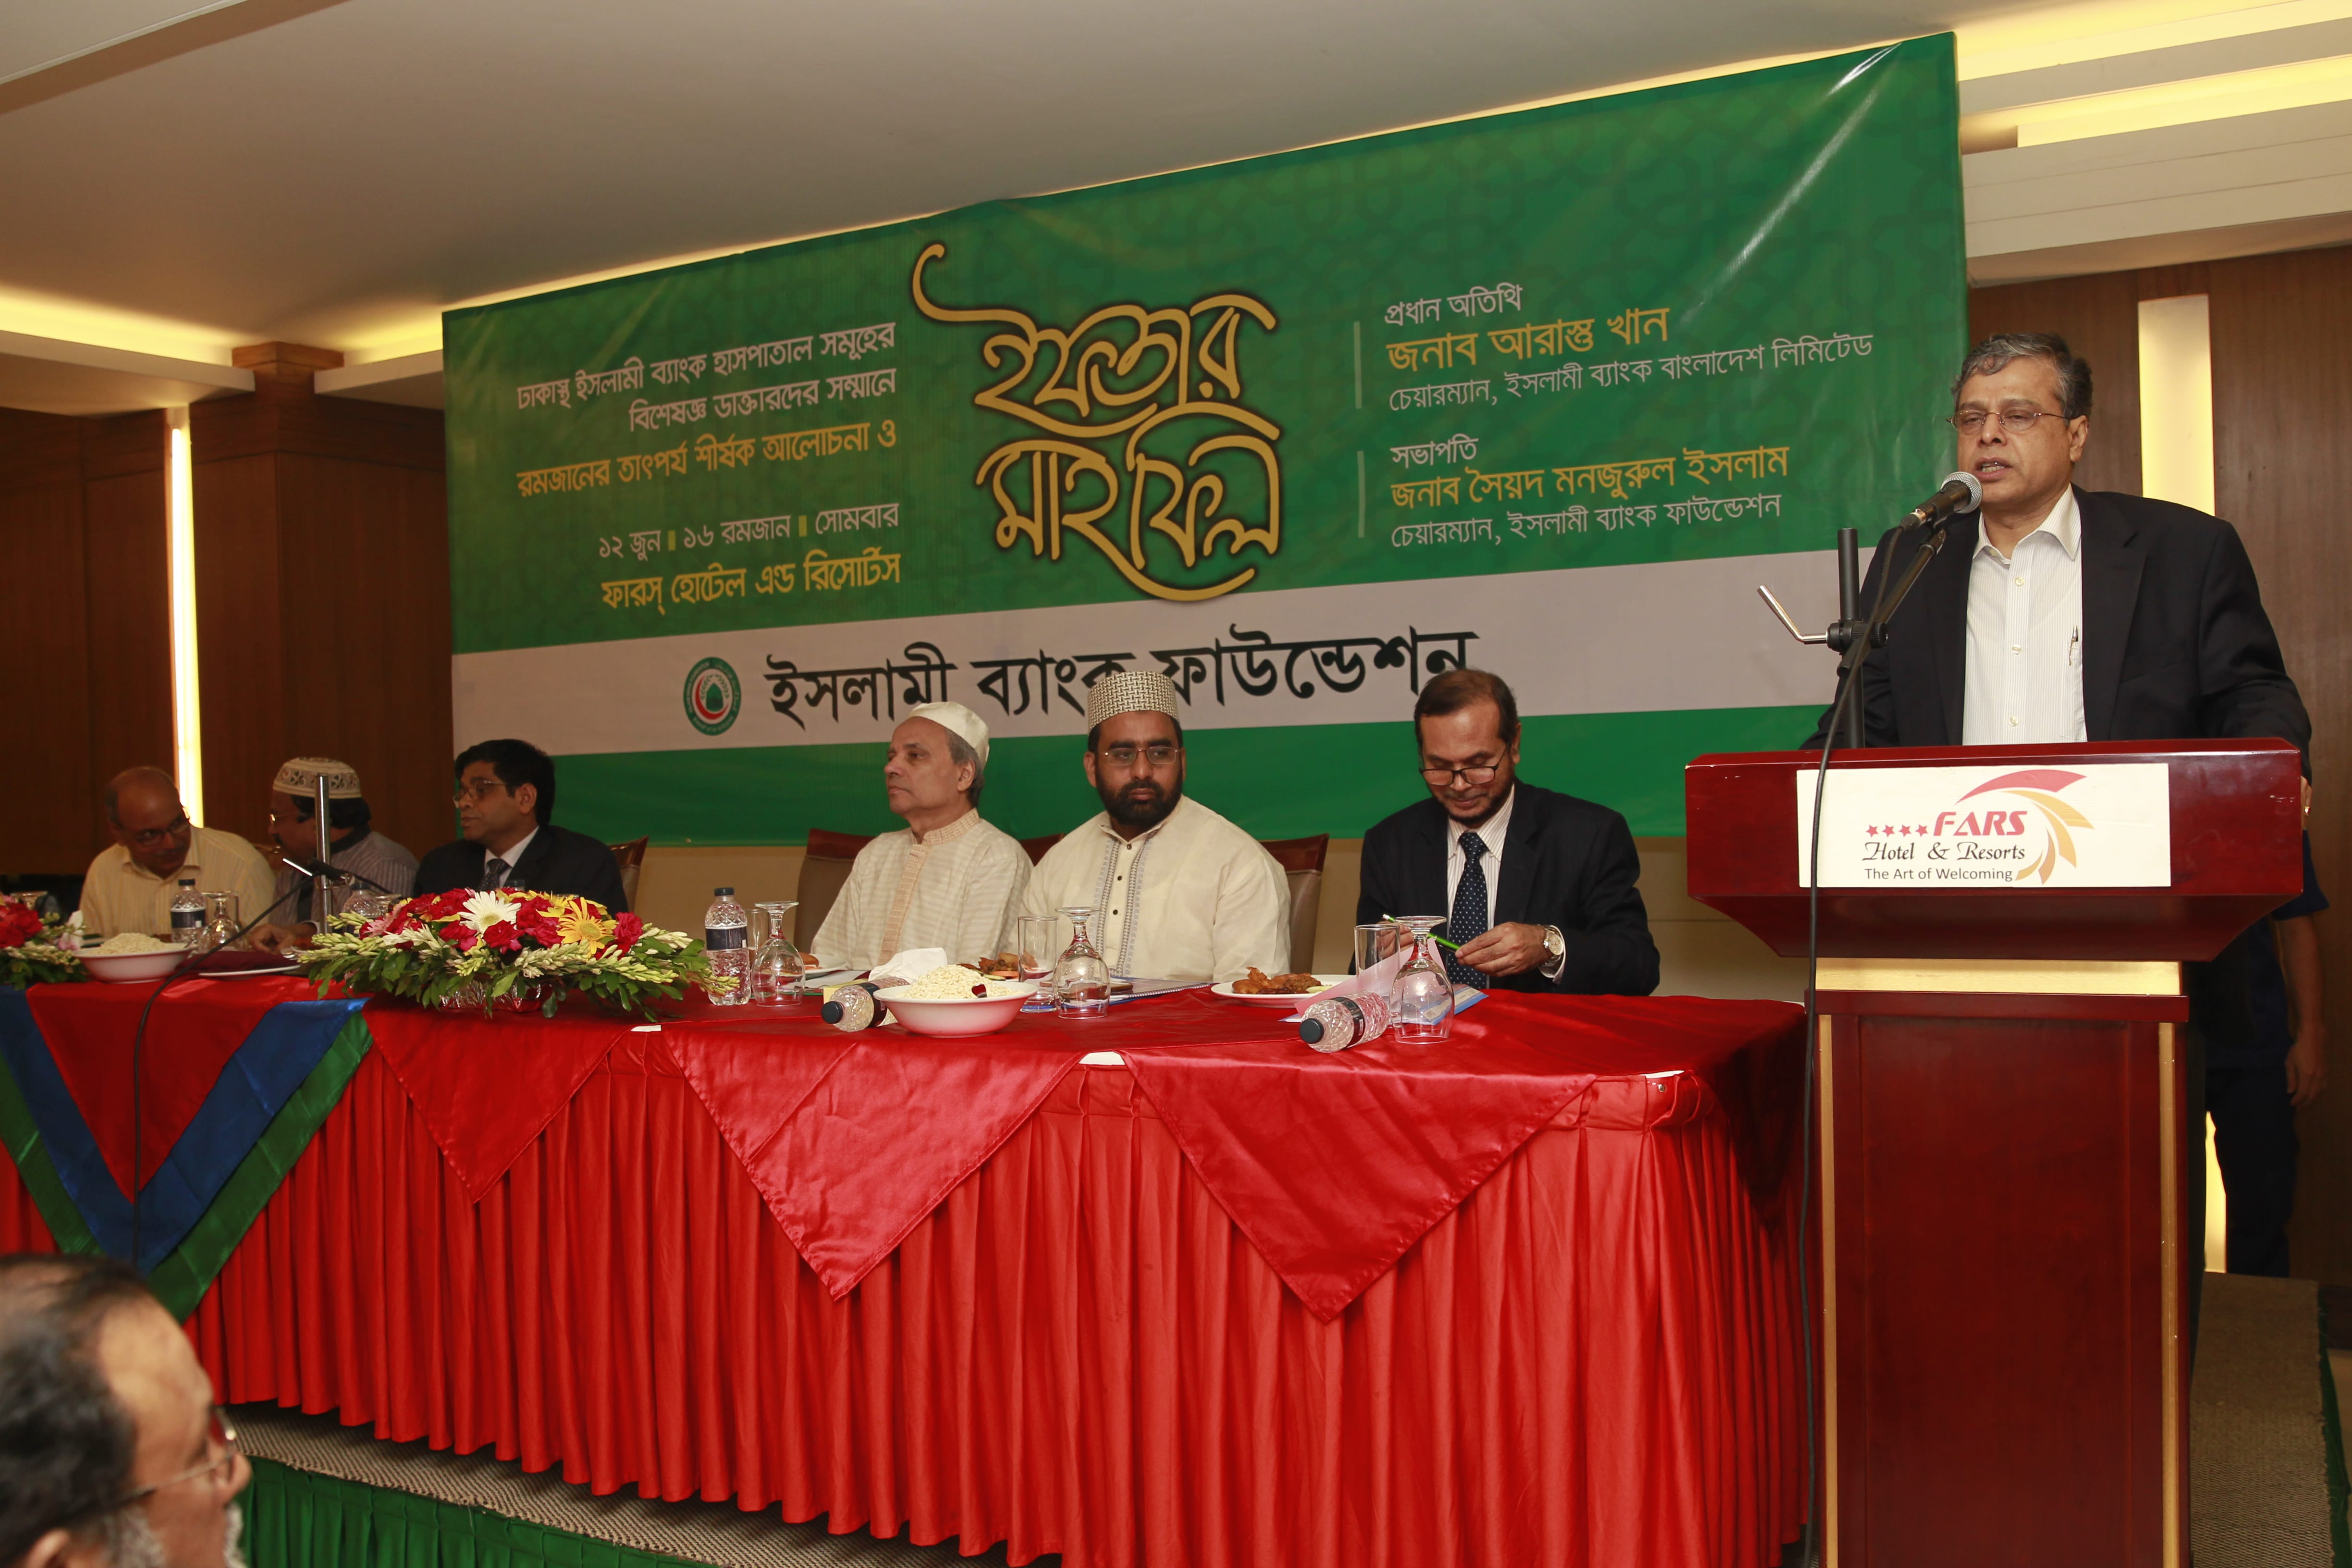 ঢাকাস্থ ইসলামী ব্যাংক হাসপাতাল সমূহের
বিশেষজ্ঞ ডাক্তারদের সম্মানে
রমজানের তাৎপর্য শীর্ষক আলোচনা ও
ইফতার
মাহফিল
১২ জুন ॥ ১৬ রমজান ॥ সোমবার
ফারস্ হোটেল এণ্ড রিসোর্টস
প্রধান অতিথি
জনাব আরাস্তু খান
চেয়ারম্যান, ইসলামী ব্যাংক বাংলাদেশ লিমিটেড
সভাপতি
জনাব সৈয়দ মনজুরুল ইসলাম
চেয়ারম্যান, ইসলামী ব্যাংক ফাউন্ডেশন
ইসলামী ব্যাংক ফাউন্ডেশন
FARS
Hotel & Resorts
The Art of Welcoming